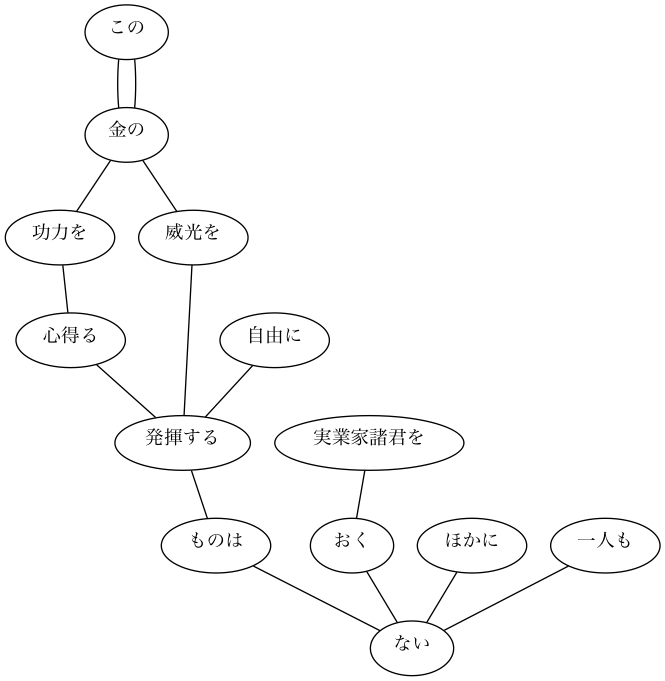 この
金の
功力を
威光を
心得る
自由に
発揮する
実業家諸君を
ものは
おく
ほかに
一人も
ない